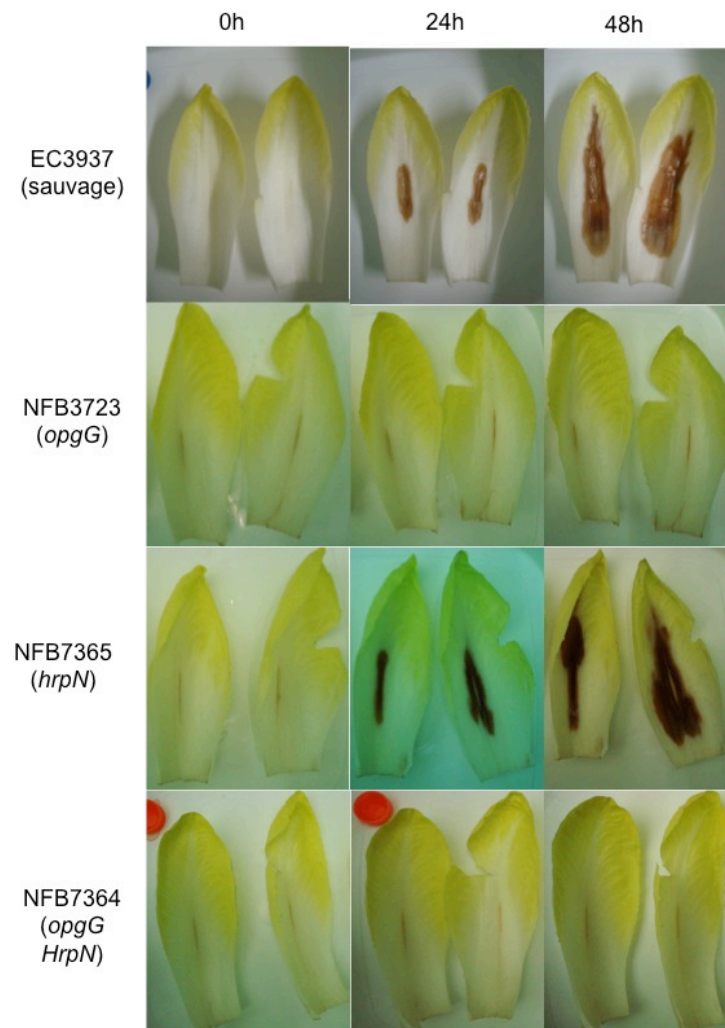 0h 24h 48h
EC3937
(sauvage)
NFB3723
(opgG)
NFB7365
(hrpN)
NFB7364
(opgG
HrpN)